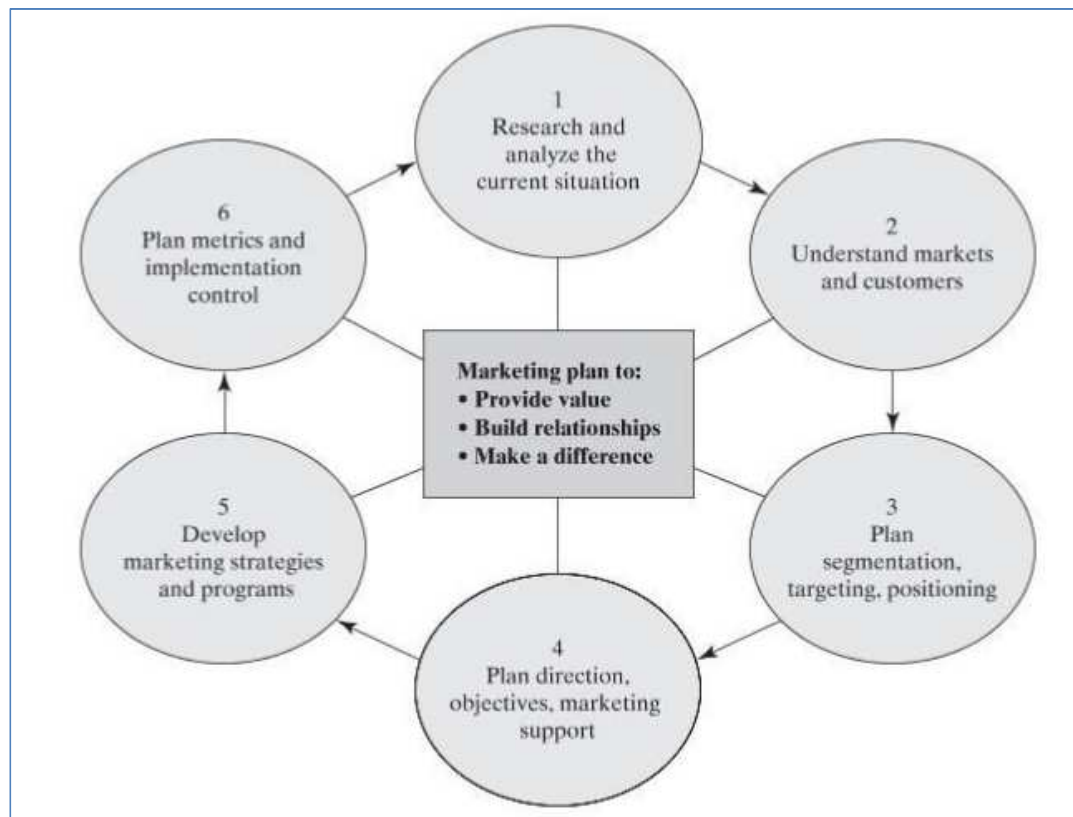 1
Research and
analyze the
current situation
2
Understand markets
and customers
3
Plan
segmentation,
targeting, positioning
4
Plan direction,
objectives, marketing
support
5
Develop
marketing strategies
and programs
6
Plan metrics and
implementation
control
Marketing plan to:
• Provide value
• Build relationships
• Make a difference